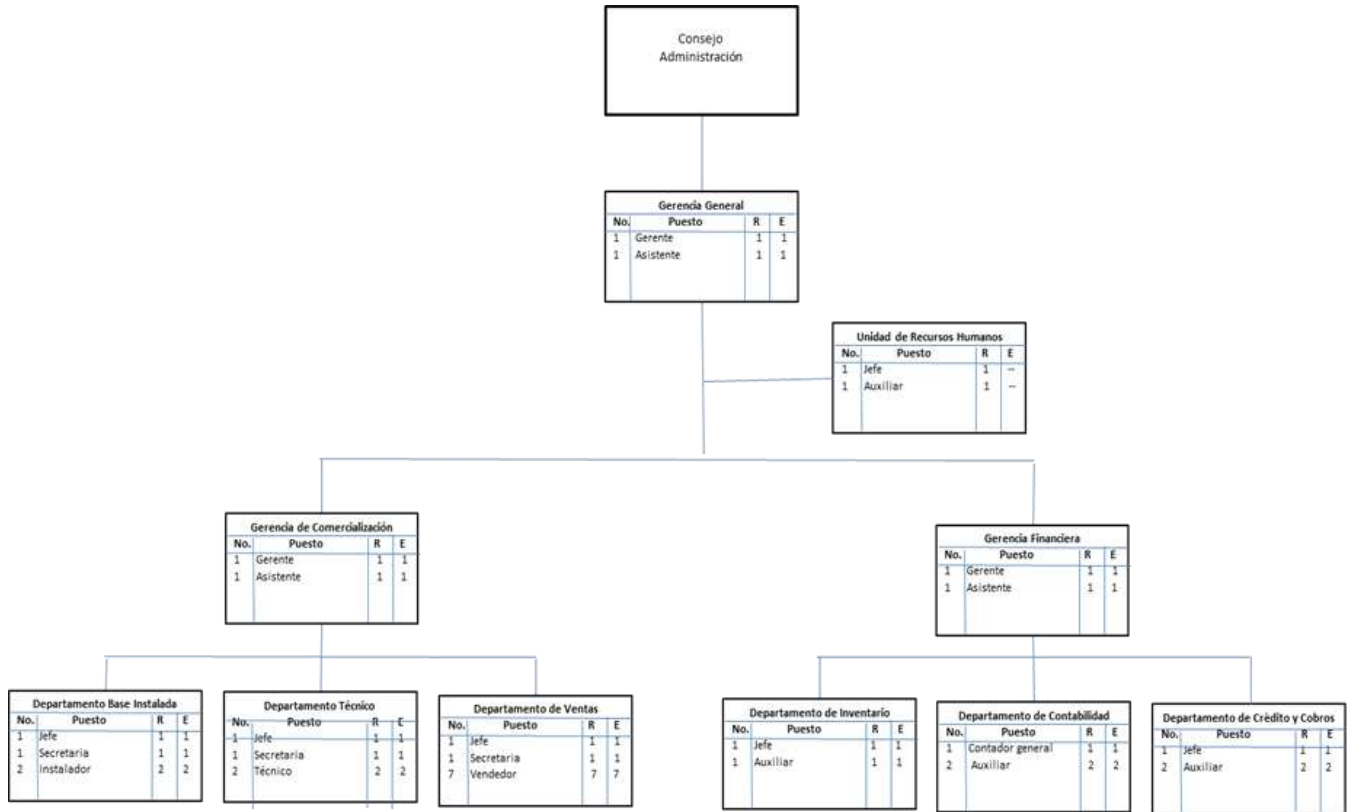 Consejo
Administración
Gerencia General
No. Puesto R E
1 Gerente 1 1
1 Asistente 1 1
Unidad de Recursos Humanos
No. Puesto R E
1 Jefe 1 --
1 Auxiliar 1 --
Gerencia de Comercialización
No. Puesto R E
1 Gerente 1 1
1 Asistente 1 1
Gerencia Financiera
No. Puesto R E
1 Gerente 1 1
1 Asistente 1 1
Departamento Base Instalada
No. Puesto R E
1 Jefe 1 1
1 Secretaria 1 1
2 Instalador 2 2
Departamento Técnico
No. Puesto R E
1 Jefe 1 1
1 Secretaria 1 1
2 Técnico 2 2
Departamento de Ventas
No. Puesto R E
1 Jefe 1 1
1 Secretaria 1 1
7 Vendedor 7 7
Departamento de Inventario
No. Puesto R E
1 Jefe 1 1
1 Auxiliar 1 1
Departamento de Contabilidad
No. Puesto R E
1 Contador general 1 1
2 Auxiliar 2 2
Departamento de Crèdito y Cobros
No. Puesto R E
1 Jefe 1 1
2 Auxiliar 2 2